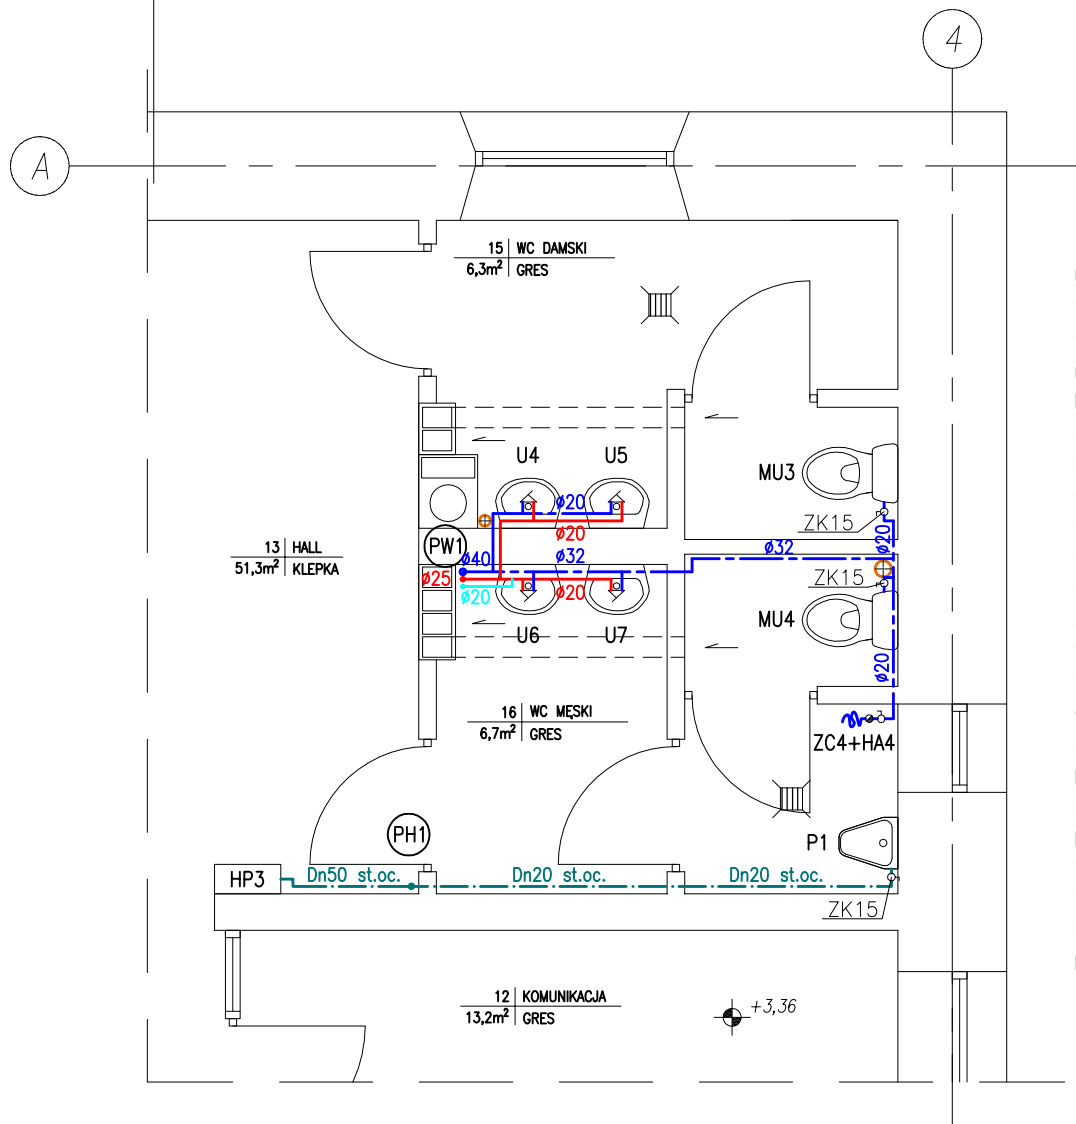 4
A
15 WC DAMSKI
6,3m² GRES
U4 U5
MU3
ø20
ZK15
ø20
ø20
PW1
13 HALL
51,3m² KLEPKA
ø40
ø32
ø32
ø25
ø20
ø20
ZK15
MU4
U6 U7
ø20
16 WC MĘSKI
6,7m² GRES
ZC4+HA4
PH1
P1
HP3
Dn50 st.oc.
Dn20 st.oc.
Dn20 st.oc.
ZK15
12 KOMUNIKACJA
13,2m² GRES
+3,36